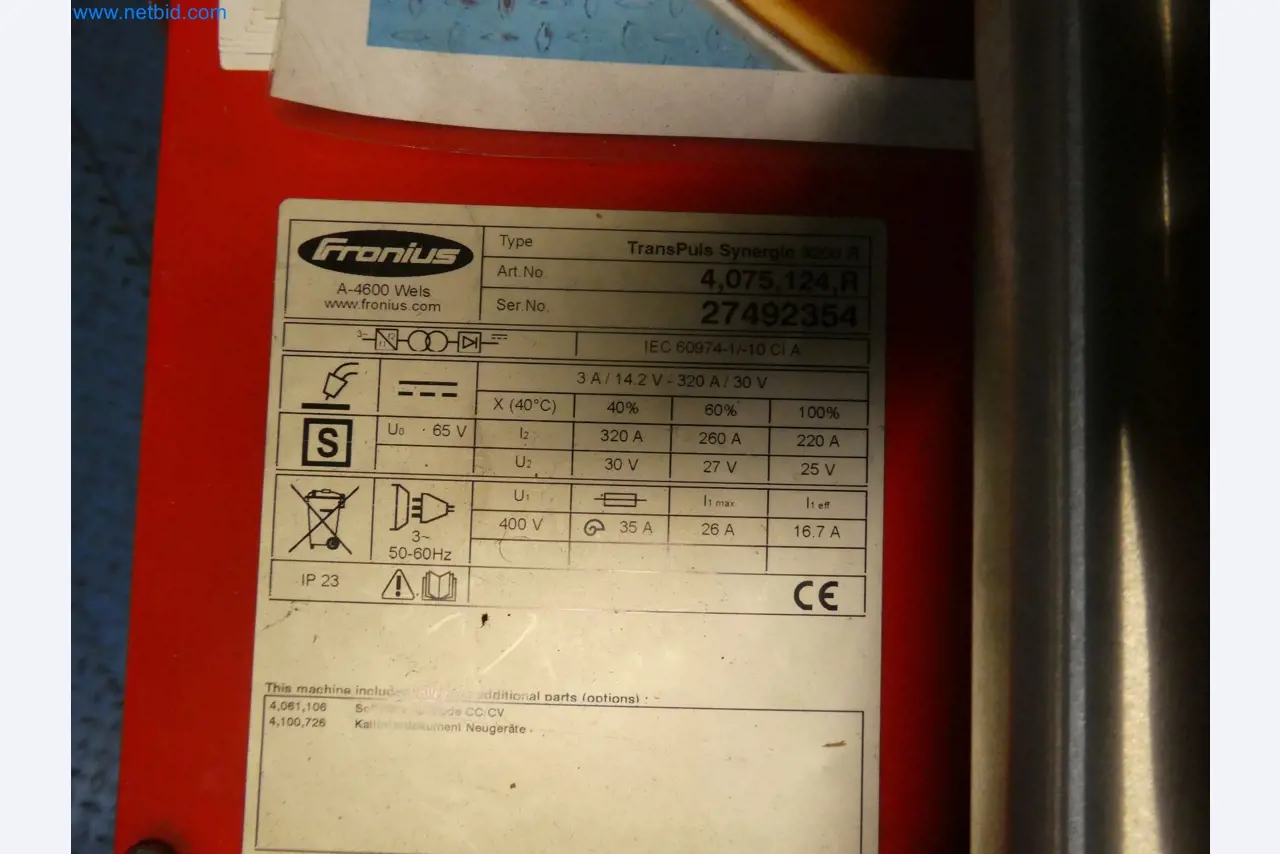 www.netbid.com
Fronius
A-4600 Wels
www.fronius.com
Type TransPuls Synergie 3200 R
Art.No. 4,075,124,R
Ser.No. 27492354
3~
IEC 60974-1/-10 Cl A
3 A / 14.2 V - 320 A / 30 V
X (40°C) 40% 60% 100%
S
U0 65 V
I2 320 A 260 A 220 A
U2 30 V 27 V 25 V
U1 I1 max I1 eff
400 V 35 A 26 A 16.7 A
3~
50-60Hz
IP 23
CE
This machine includes additional parts (options) :
4,061,106 CC/CV
4,100,726 Neugeräte